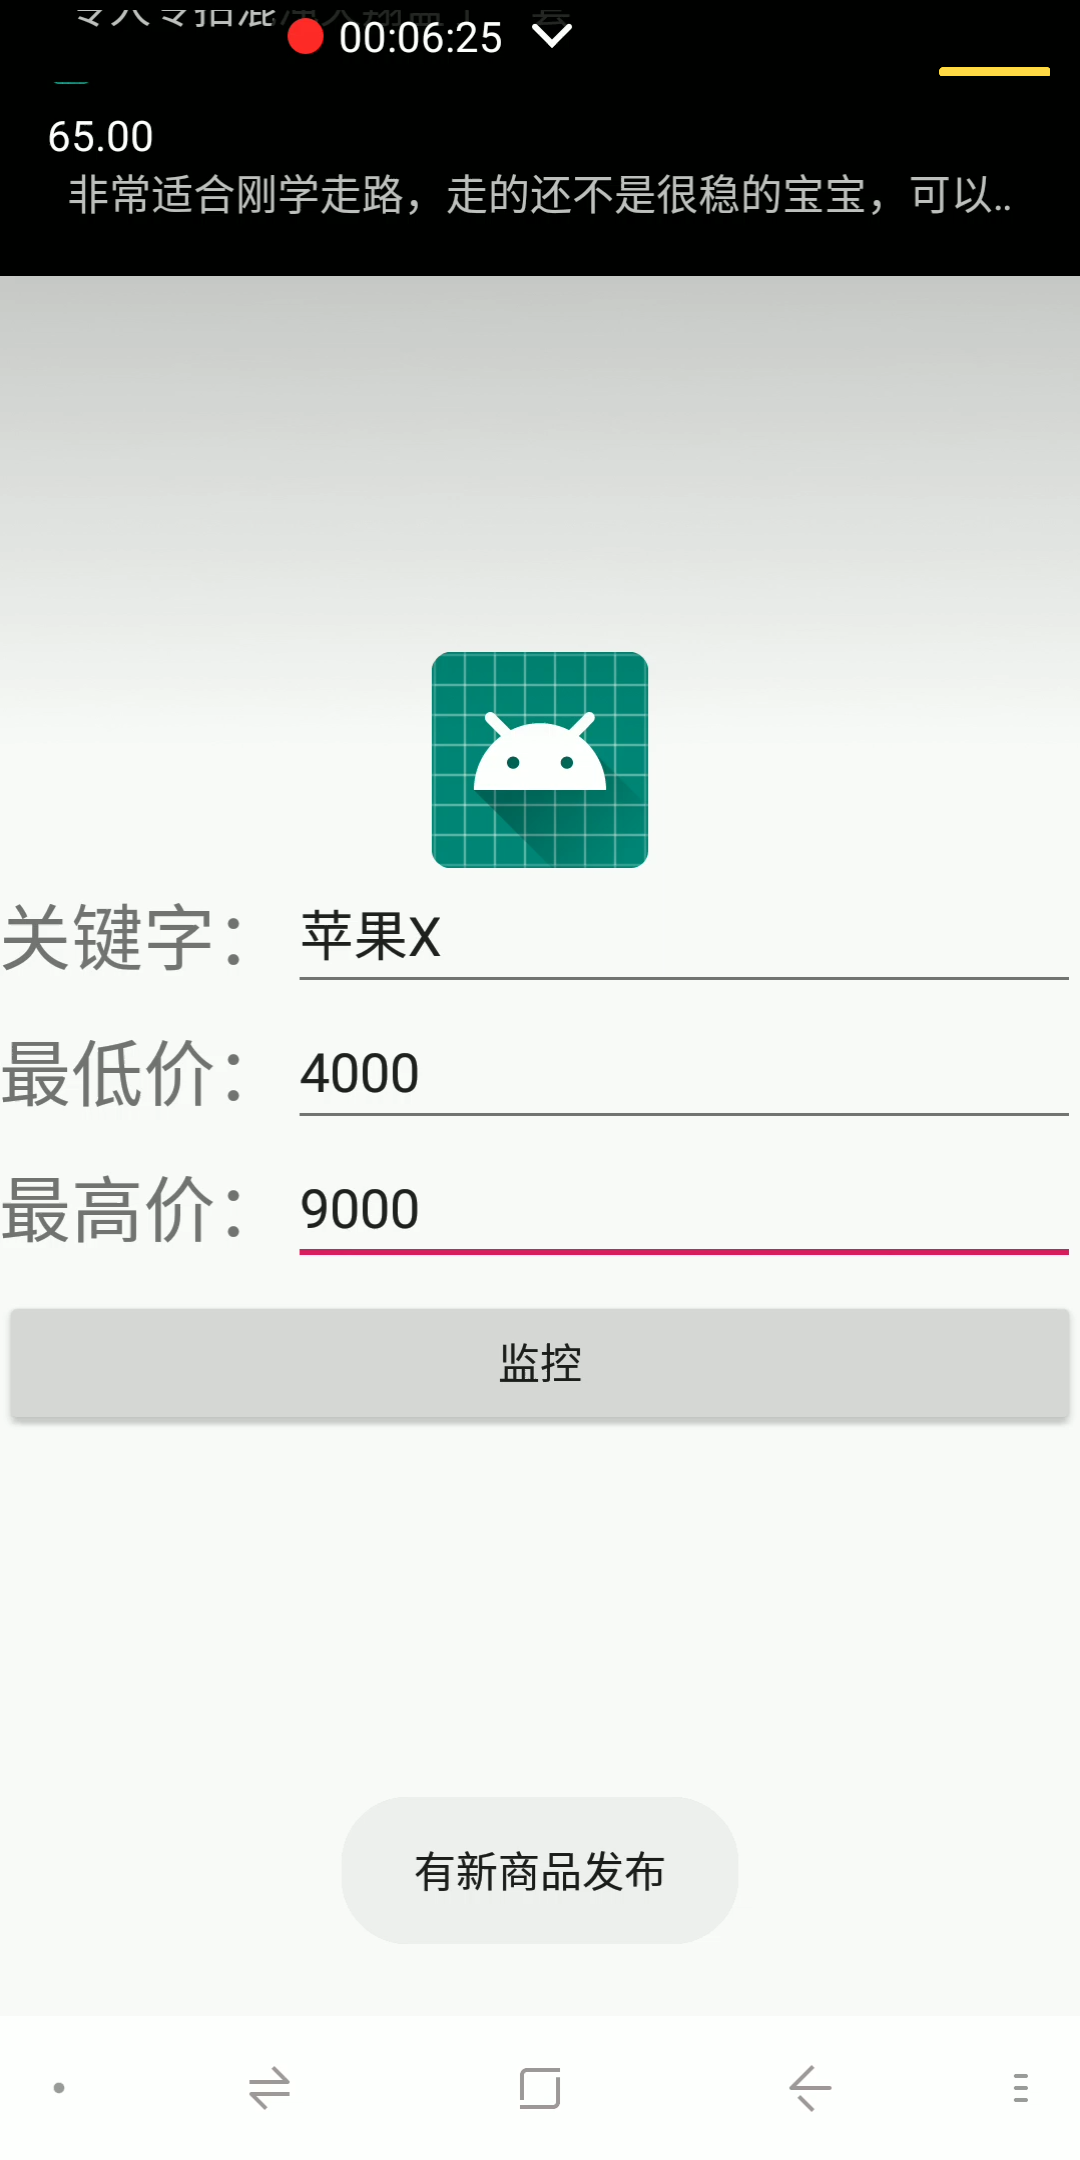 00:06:25
65.00
非常适合刚学走路，走的还不是很稳的宝宝，可以..
关键字：
苹果X
最低价：
4000
最高价：
9000
监控
有新商品发布